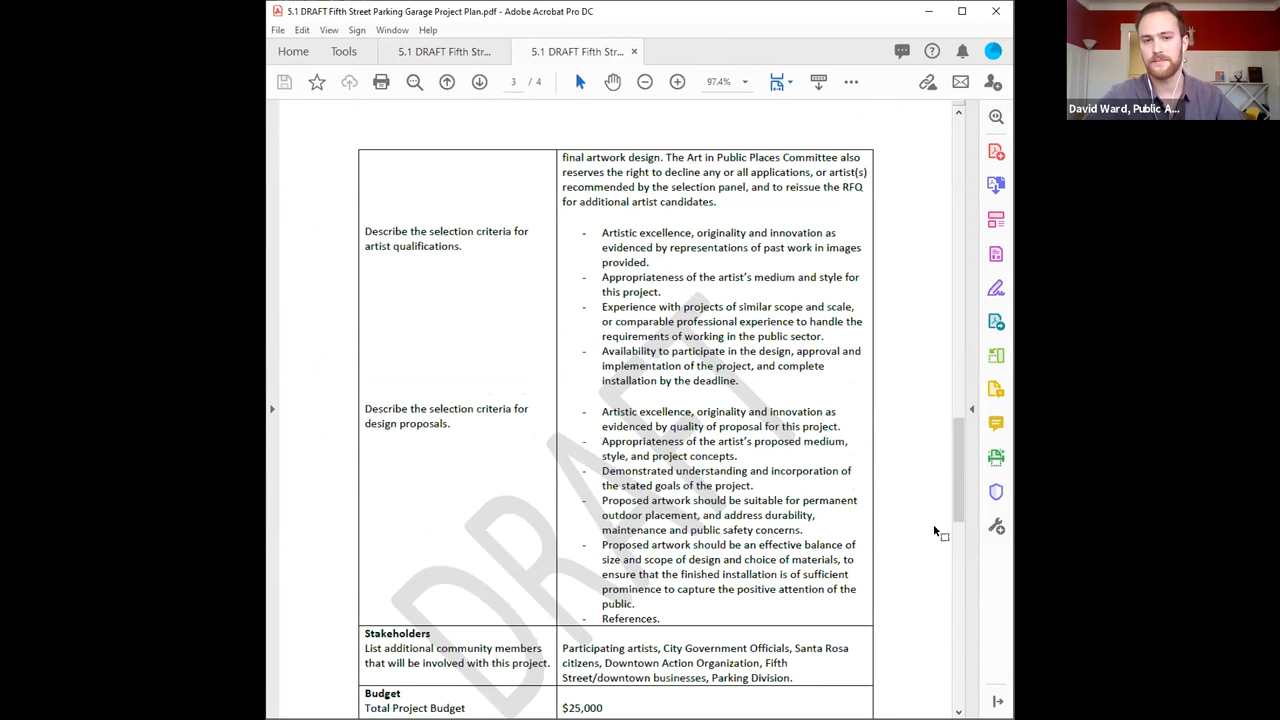 5.1 DRAFT Fifth Street Parking Garage Project Plan.pdf - Adobe Acrobat Pro DC
File Edit View Sign Window Help
Home Tools 5.1 DRAFT Fifth Str... 5.1 DRAFT Fifth Str... ×
3 / 4 97.4%
David Ward, Public A...
final artwork design. The Art in Public Places Committee also
reserves the right to decline any or all applications, or artist(s)
recommended by the selection panel, and to reissue the RFQ
for additional artist candidates.
Describe the selection criteria for
artist qualifications.
- Artistic excellence, originality and innovation as
evidenced by representations of past work in images
provided.
- Appropriateness of the artist's medium and style for
this project.
- Experience with projects of similar scope and scale,
or comparable professional experience to handle the
requirements of working in the public sector.
- Availability to participate in the design, approval and
implementation of the project, and complete
installation by the deadline.
Describe the selection criteria for
design proposals.
- Artistic excellence, originality and innovation as
evidenced by quality of proposal for this project.
- Appropriateness of the artist's proposed medium,
style, and project concepts.
- Demonstrated understanding and incorporation of
the stated goals of the project.
- Proposed artwork should be suitable for permanent
outdoor placement, and address durability,
maintenance and public safety concerns.
- Proposed artwork should be an effective balance of
size and scope of design and choice of materials, to
ensure that the finished installation is of sufficient
prominence to capture the positive attention of the
public.
- References.
DRAFT
Stakeholders
List additional community members
that will be involved with this project.
Participating artists, City Government Officials, Santa Rosa
citizens, Downtown Action Organization, Fifth
Street/downtown businesses, Parking Division.
Budget
Total Project Budget
$25,000